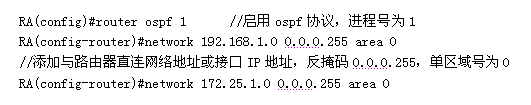 RA(config)#router ospf 1 //启用 ospf 协议，进程号为 1
RA(config-router)#network 192.168.1.0 0.0.0.255 area 0
//添加与路由器直连网络地址或接口 IP 地址，反掩码 0.0.0.255，单区域号为 0
RA(config-router)#network 172.25.1.0 0.0.0.255 area 0